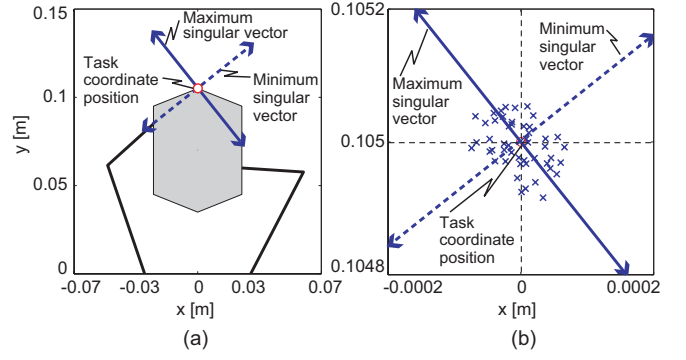 0.15
0.1
0.05
0
y [m]
Maximum
singular vector
Task
coordinate
position
Minimum
singular
vector
-0.07
-0.03
0
0.03
0.07
x [m]
(a)
0.1052
0.105
0.1048
Maximum
singular
vector
Minimum
singular
vector
Task
coordinate
position
-0.0002
0
0.0002
x [m]
(b)